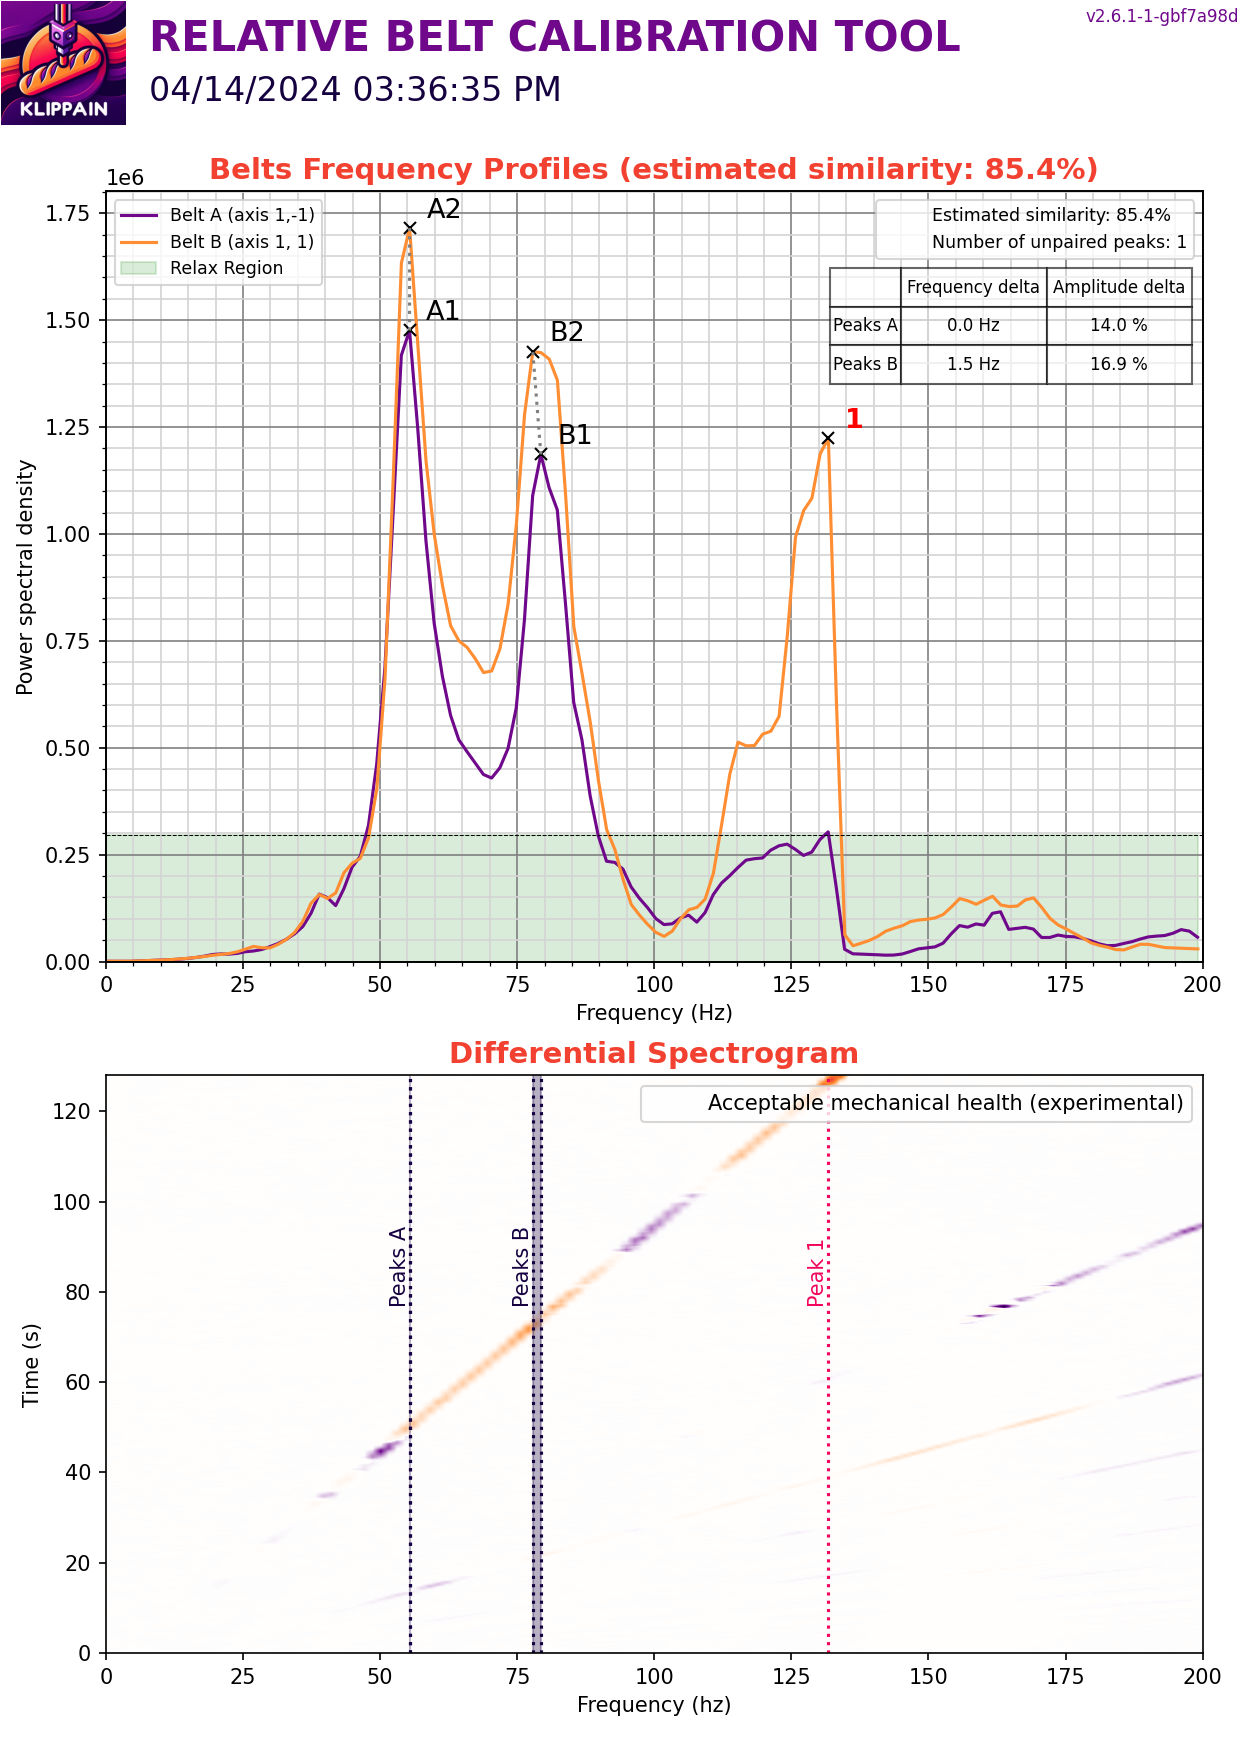 v2.6.1-1-gbf7a98d
KLIPPAIN
RELATIVE BELT CALIBRATION TOOL
04/14/2024 03:36:35 PM
Belts Frequency Profiles (estimated similarity: 85.4%)
1e6
Belt A (axis 1,-1)
Belt B (axis 1, 1)
Relax Region
Estimated similarity: 85.4%
Number of unpaired peaks: 1
Frequency delta Amplitude delta
Peaks A 0.0 Hz 14.0 %
Peaks B 1.5 Hz 16.9 %
A2
A1
B2
B1
1
1.75
1.50
1.25
1.00
0.75
0.50
0.25
0.00
Power spectral density
0 25 50 75 100 125 150 175 200
Frequency (Hz)
Differential Spectrogram
Acceptable mechanical health (experimental)
Peaks A
Peaks B
Peak 1
120
100
80
60
40
20
0
Time (s)
0 25 50 75 100 125 150 175 200
Frequency (hz)